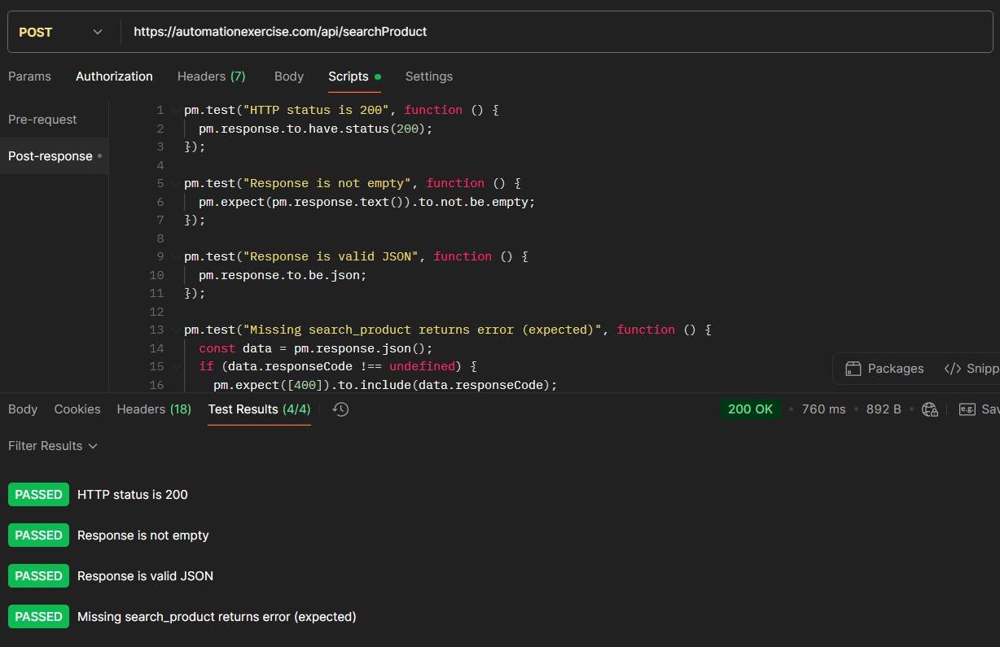 POST https://automationexercise.com/api/searchProduct
Params Authorization Headers (7) Body Scripts Settings
Pre-request
Post-response
1 pm.test("HTTP status is 200", function () {
2 pm.response.to.have.status(200);
3 });
4
5 pm.test("Response is not empty", function () {
6 pm.expect(pm.response.text()).to.not.be.empty;
7 });
8
9 pm.test("Response is valid JSON", function () {
10 pm.response.to.be.json;
11 });
12
13 pm.test("Missing search_product returns error (expected)", function () {
14 const data = pm.response.json();
15 if (data.responseCode !== undefined) {
16 pm.expect([400]).to.include(data.responseCode);
Packages </> Snipp
Body Cookies Headers (18) Test Results (4/4) 200 OK • 760 ms • 892 B • e.g. Sav
Filter Results
PASSED HTTP status is 200
PASSED Response is not empty
PASSED Response is valid JSON
PASSED Missing search_product returns error (expected)